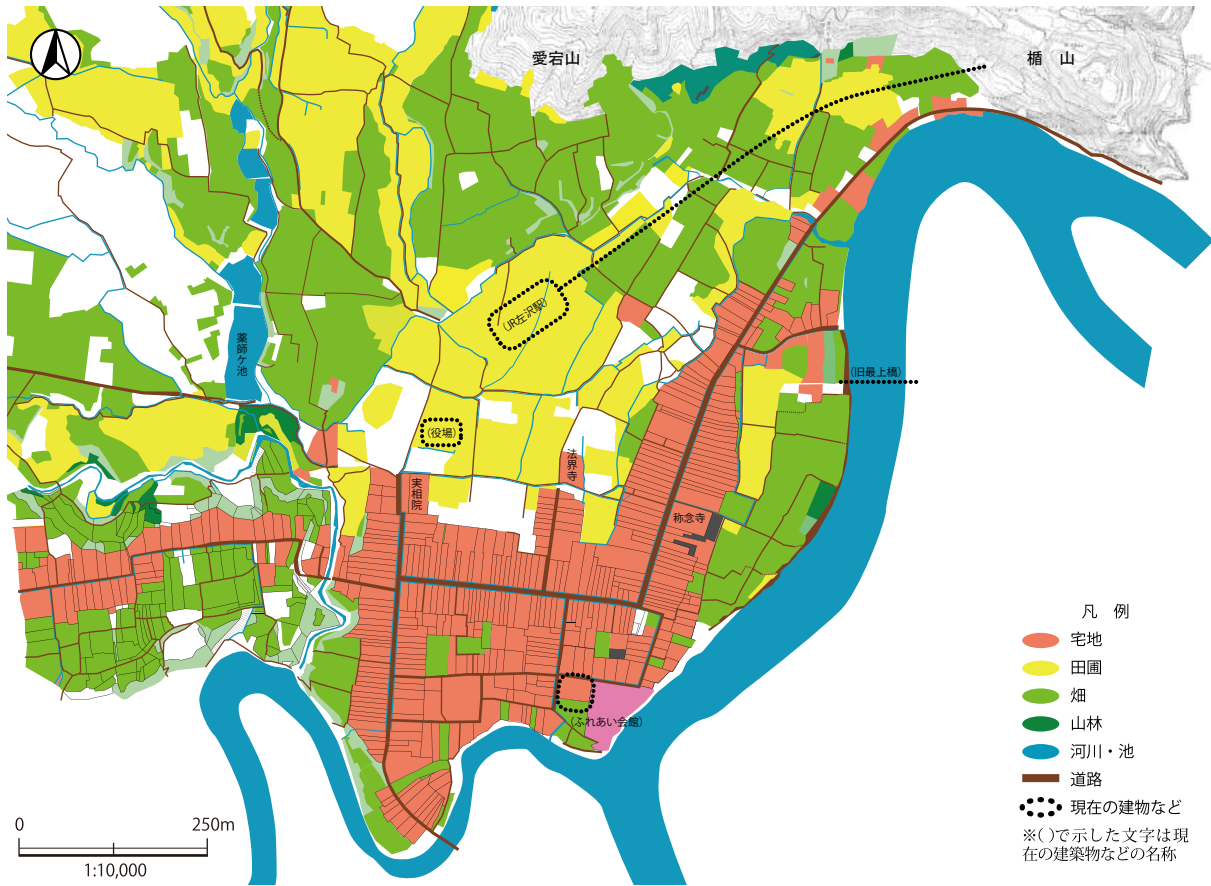 愛宕山
楯 山
(JR左沢駅)
薬師ケ池
(旧最上橋)
(役場)
法界寺
実相院
称念寺
(ふれあい会館)
凡 例
宅地
田圃
畑
山林
河川・池
道路
現在の建物など
※( )で示した文字は現
在の建築物などの名称
0 250m
1:10,000